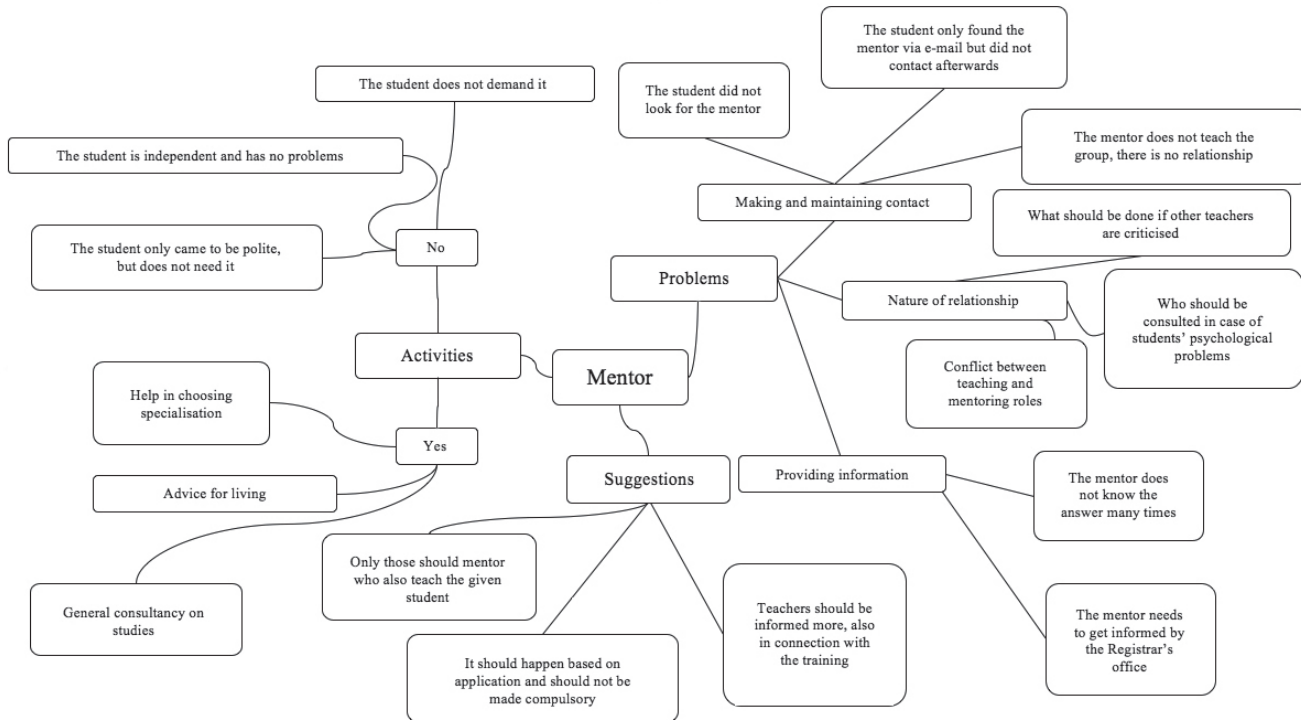 The student only found the
mentor via e-mail but did not
contact afterwards
The student does not demand it
The student did not
look for the mentor
The student is independent and has no problems
The mentor does not teach the
group, there is no relationship
Making and maintaining contact
What should be done if other teachers
are criticised
The student only came to be polite,
but does not need it
No
Problems
Nature of relationship
Who should be
consulted in case of
students' psychological
problems
Activities
Mentor
Conflict between
teaching and
mentoring roles
Help in choosing
specialisation
Yes
Suggestions
Providing information
The mentor does
not know the
answer many times
Advice for living
Only those should mentor
who also teach the given
student
General consultancy on
studies
Teachers should be
informed more, also
in connection with
the training
The mentor needs
to get informed by
the Registrar's
office
It should happen based on
application and should not be
made compulsory